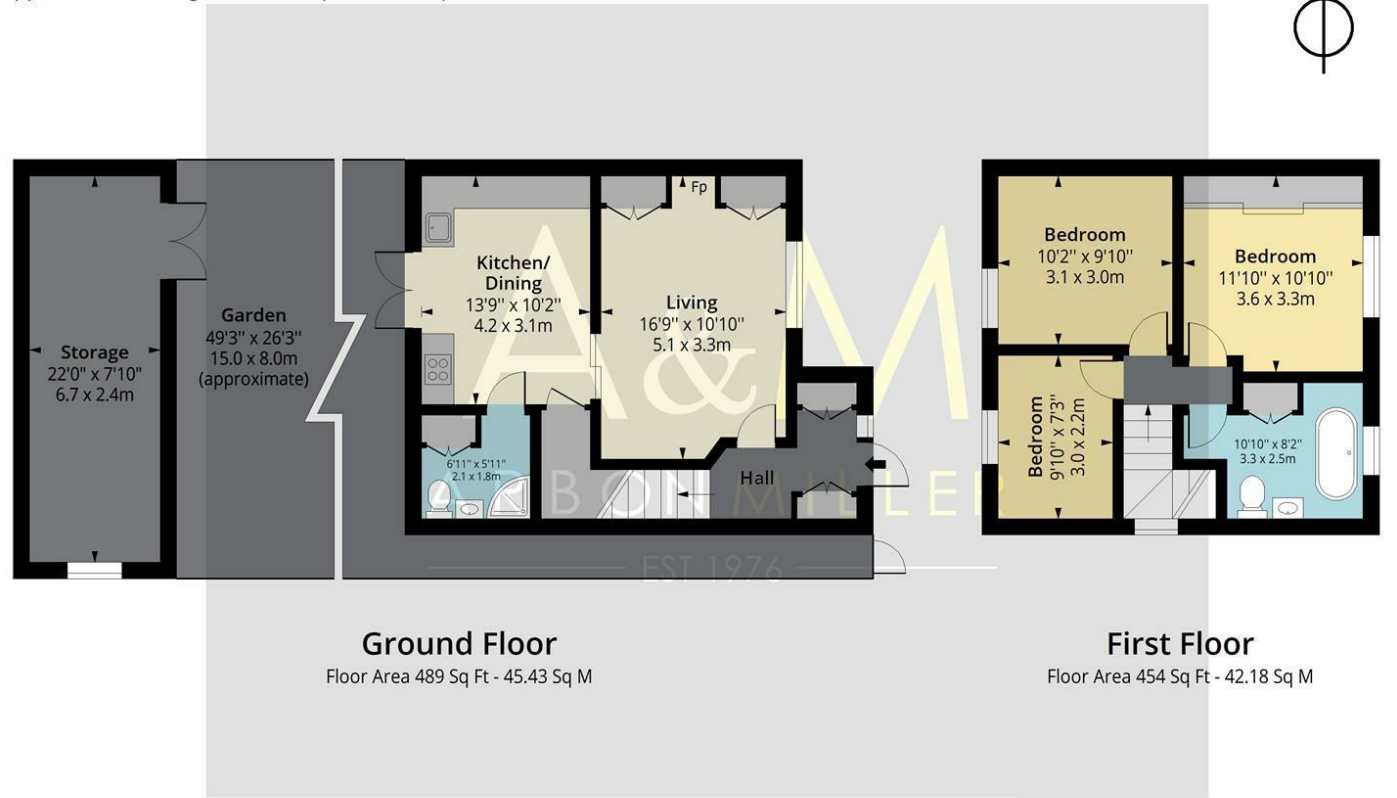 Storage
22'0" x 7'10"
6.7 x 2.4m
Garden
49'3" x 26'3"
15.0 x 8.0m
(approximate)
Kitchen/
Dining
13'9" x 10'2"
4.2 x 3.1m
Fp
Living
16'9" x 10'10"
5.1 x 3.3m
6'11" x 5'11"
2.1 x 1.8m
Hall
Bedroom
10'2" x 9'10"
3.1 x 3.0m
Bedroom
11'10" x 10'10"
3.6 x 3.3m
Bedroom
9'10" x 7'3"
3.0 x 2.2m
10'10" x 8'2"
3.3 x 2.5m
A&M
ARBON MILLER
EST 1976
Ground Floor
Floor Area 489 Sq Ft - 45.43 Sq M
First Floor
Floor Area 454 Sq Ft - 42.18 Sq M